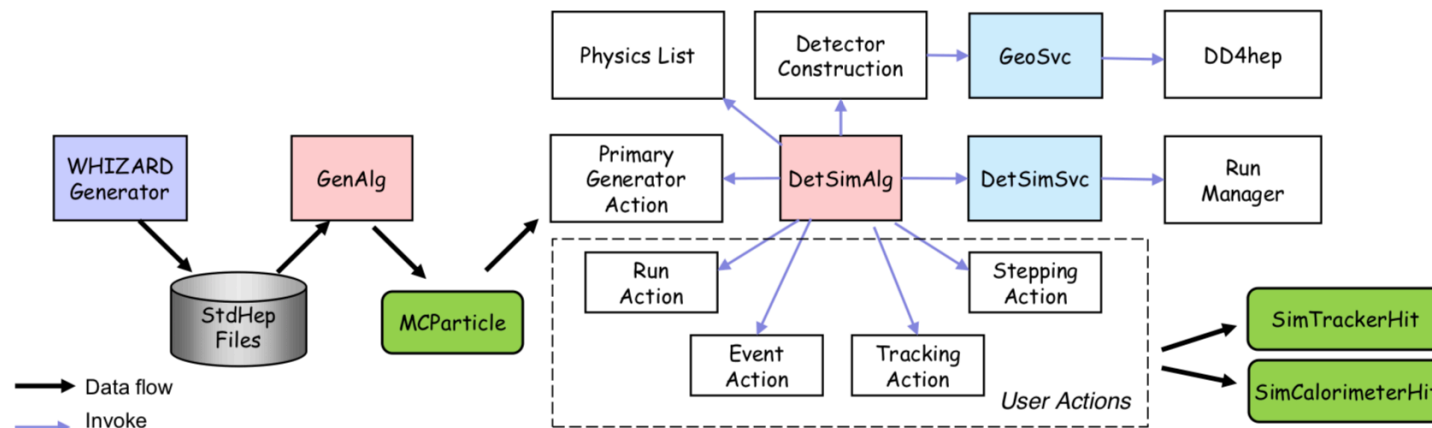 Physics List
Detector
Construction
GeoSvc
DD4hep
WHIZARD
Generator
GenAlg
Primary
Generator
Action
DetSimAlg
DetSimSvc
Run
Manager
StdHep
Files
MCParticle
Run
Action
Stepping
Action
Event
Action
Tracking
Action
User Actions
SimTrackerHit
SimCalorimeterHit
Data flow
Invoke